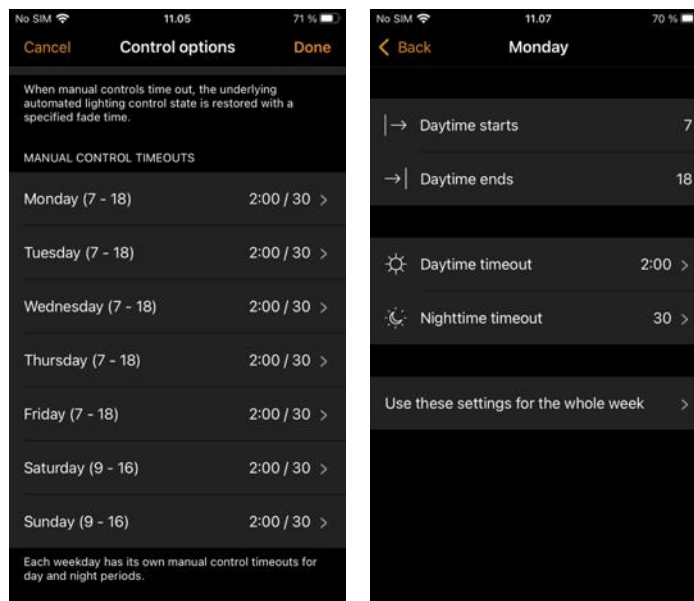 No SIM 11.05 71 %
Cancel Control options Done
When manual controls time out, the underlying
automated lighting control state is restored with a
specified fade time.
MANUAL CONTROL TIMEOUTS
Monday (7 - 18) 2:00 / 30 >
Tuesday (7 - 18) 2:00 / 30 >
Wednesday (7 - 18) 2:00 / 30 >
Thursday (7 - 18) 2:00 / 30 >
Friday (7 - 18) 2:00 / 30 >
Saturday (9 - 16) 2:00 / 30 >
Sunday (9 - 16) 2:00 / 30 >
Each weekday has its own manual control timeouts for
day and night periods.
No SIM 11.07 70 %
Back Monday
Daytime starts 7
Daytime ends 18
Daytime timeout 2:00 >
Nighttime timeout 30 >
Use these settings for the whole week >